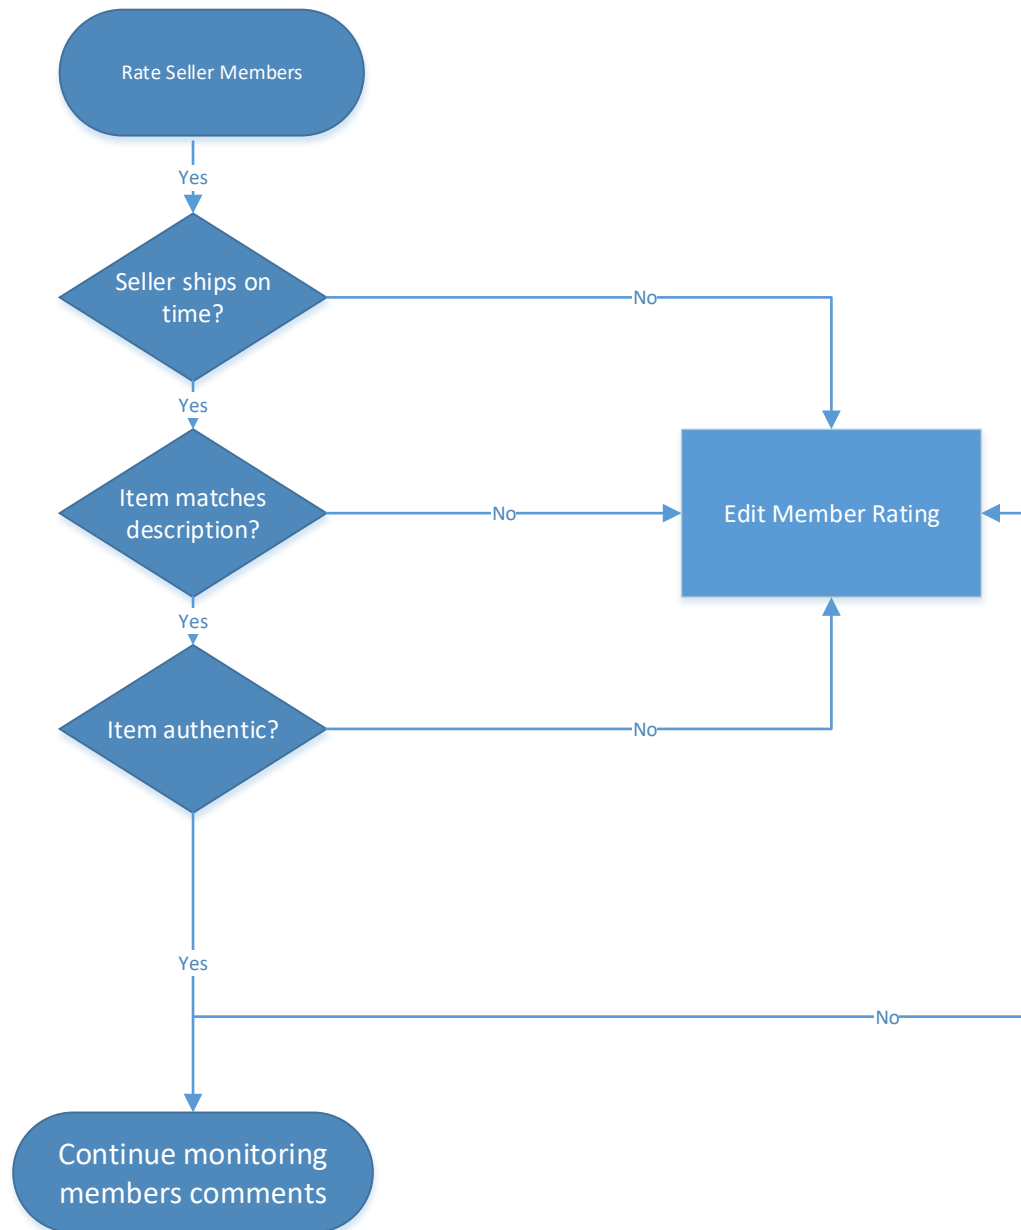 Rate Seller Members
Yes
Seller ships on
time?
No
Yes
Item matches
description?
No
Edit Member Rating
Yes
Item authentic?
No
Yes
No
Continue monitoring
members comments